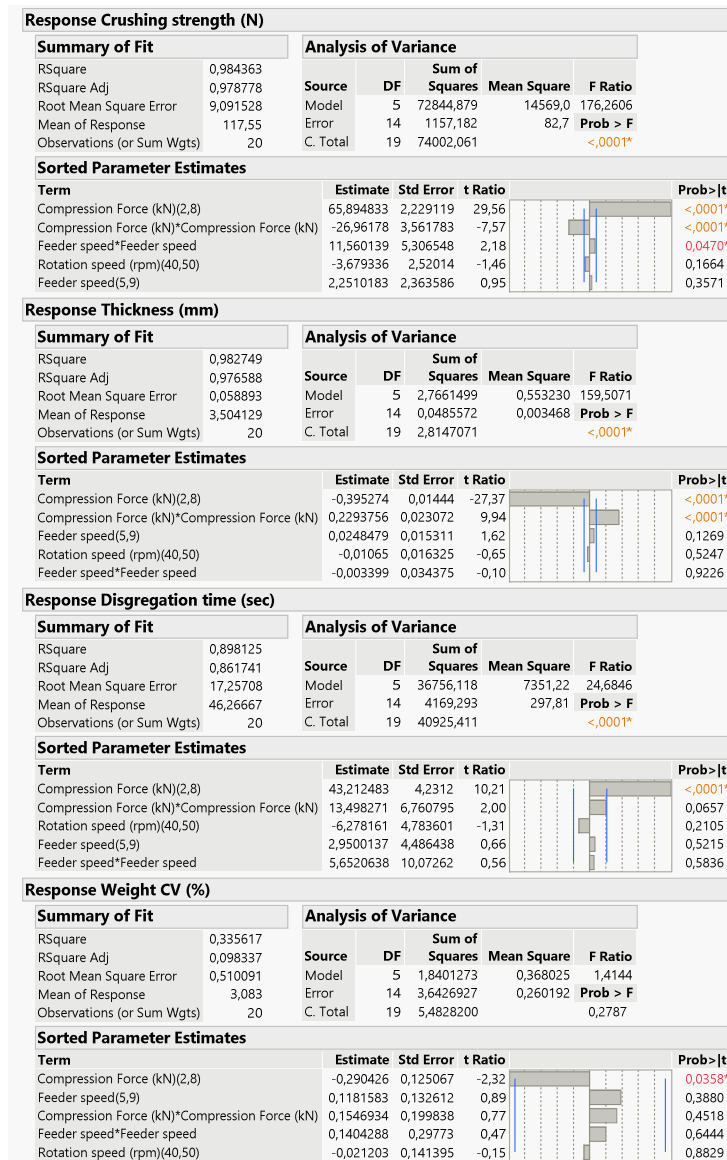 Response Crushing strength (N)
Summary of Fit
RSquare 0,984363
RSquare Adj 0,978778
Root Mean Square Error 9,091528
Mean of Response 117,55
Observations (or Sum Wgts) 20
Analysis of Variance
Source DF Sum of Squares Mean Square F Ratio
Model 5 72844,879 14569,0 176,2606
Error 14 1157,182 82,7 Prob > F
C. Total 19 74002,061 <,0001*
Sorted Parameter Estimates
Term Estimate Std Error t Ratio Prob>|t
Compression Force (kN)(2,8) 65,894833 2,229119 29,56 <,0001*
Compression Force (kN)*Compression Force (kN) -26,96178 3,561783 -7,57 <,0001*
Feeder speed*Feeder speed 11,560139 5,306548 2,18 0,0470*
Rotation speed (rpm)(40,50) -3,679336 2,52014 -1,46 0,1664
Feeder speed(5,9) 2,2510183 2,363586 0,95 0,3571
Response Thickness (mm)
Summary of Fit
RSquare 0,982749
RSquare Adj 0,976588
Root Mean Square Error 0,058893
Mean of Response 3,504129
Observations (or Sum Wgts) 20
Analysis of Variance
Source DF Sum of Squares Mean Square F Ratio
Model 5 2,7661499 0,553230 159,5071
Error 14 0,0485572 0,003468 Prob > F
C. Total 19 2,8147071 <,0001*
Sorted Parameter Estimates
Term Estimate Std Error t Ratio Prob>|t
Compression Force (kN)(2,8) -0,395274 0,01444 -27,37 <,0001*
Compression Force (kN)*Compression Force (kN) 0,2293756 0,023072 9,94 <,0001*
Feeder speed(5,9) 0,0248479 0,015311 1,62 0,1269
Rotation speed (rpm)(40,50) -0,01065 0,016325 -0,65 0,5247
Feeder speed*Feeder speed -0,003399 0,034375 -0,10 0,9226
Response Disgregation time (sec)
Summary of Fit
RSquare 0,898125
RSquare Adj 0,861741
Root Mean Square Error 17,25708
Mean of Response 46,26667
Observations (or Sum Wgts) 20
Analysis of Variance
Source DF Sum of Squares Mean Square F Ratio
Model 5 36756,118 7351,22 24,6846
Error 14 4169,293 297,81 Prob > F
C. Total 19 40925,411 <,0001*
Sorted Parameter Estimates
Term Estimate Std Error t Ratio Prob>|t
Compression Force (kN)(2,8) 43,212483 4,2312 10,21 <,0001*
Compression Force (kN)*Compression Force (kN) 13,498271 6,760795 2,00 0,0657
Rotation speed (rpm)(40,50) -6,278161 4,783601 -1,31 0,2105
Feeder speed(5,9) 2,9500137 4,486438 0,66 0,5215
Feeder speed*Feeder speed 5,6520638 10,07262 0,56 0,5836
Response Weight CV (%)
Summary of Fit
RSquare 0,335617
RSquare Adj 0,098337
Root Mean Square Error 0,510091
Mean of Response 3,083
Observations (or Sum Wgts) 20
Analysis of Variance
Source DF Sum of Squares Mean Square F Ratio
Model 5 1,8401273 0,368025 1,4144
Error 14 3,6426927 0,260192 Prob > F
C. Total 19 5,4828200 0,2787
Sorted Parameter Estimates
Term Estimate Std Error t Ratio Prob>|t
Compression Force (kN)(2,8) -0,290426 0,125067 -2,32 0,0358*
Feeder speed(5,9) 0,1181583 0,132612 0,89 0,3880
Compression Force (kN)*Compression Force (kN) 0,1546934 0,199838 0,77 0,4518
Feeder speed*Feeder speed 0,1404288 0,29773 0,47 0,6444
Rotation speed (rpm)(40,50) -0,021203 0,141395 -0,15 0,8829